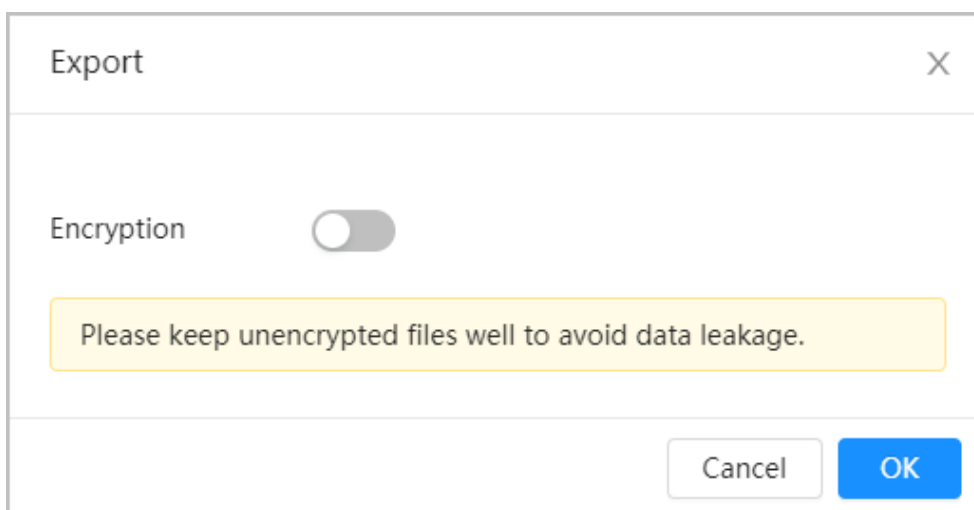 Export X
Encryption
Please keep unencrypted files well to avoid data leakage.
Cancel OK